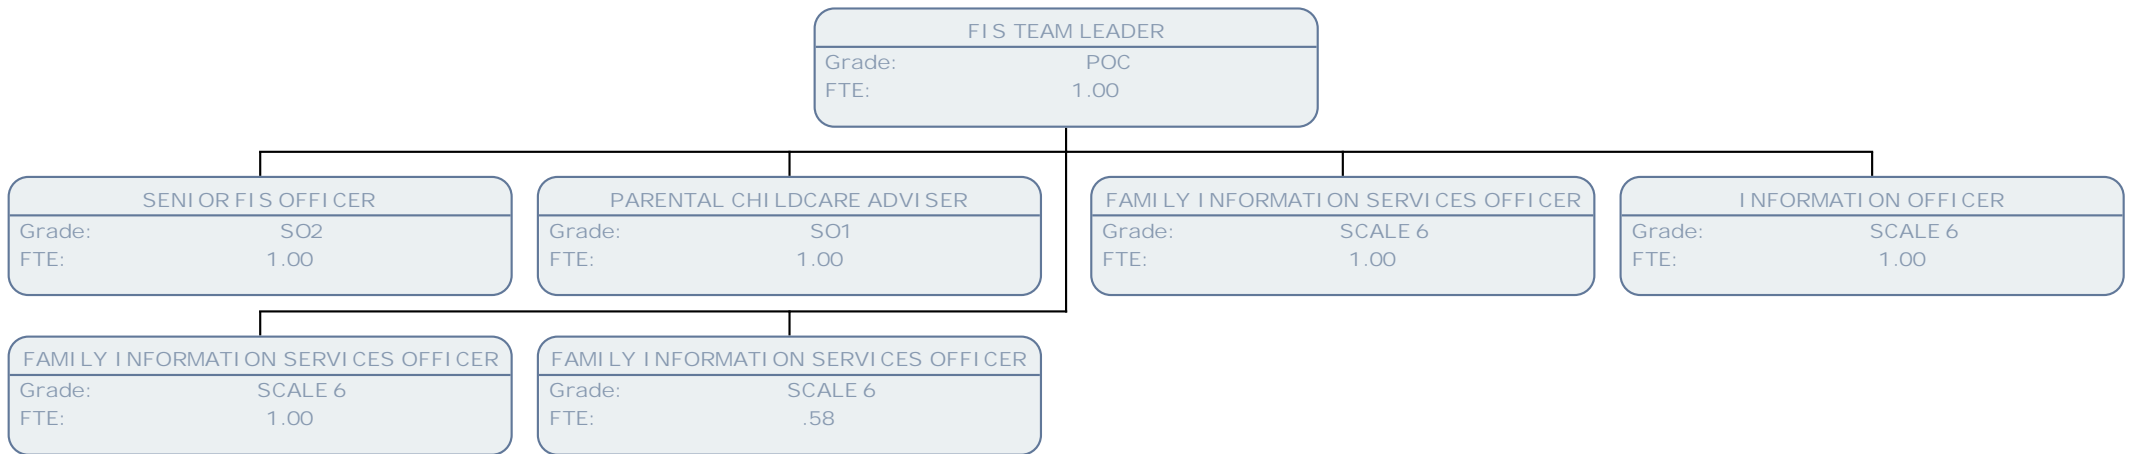 FIS TEAM LEADER
Grade: POC
FTE: 1.00
SENIOR FIS OFFICER
Grade: SO2
FTE: 1.00
PARENTAL CHILDCARE ADVISER
Grade: SO1
FTE: 1.00
FAMILY INFORMATION SERVICES OFFICER
Grade: SCALE 6
FTE: 1.00
INFORMATION OFFICER
Grade: SCALE 6
FTE: 1.00
FAMILY INFORMATION SERVICES OFFICER
Grade: SCALE 6
FTE: 1.00
FAMILY INFORMATION SERVICES OFFICER
Grade: SCALE 6
FTE: .58